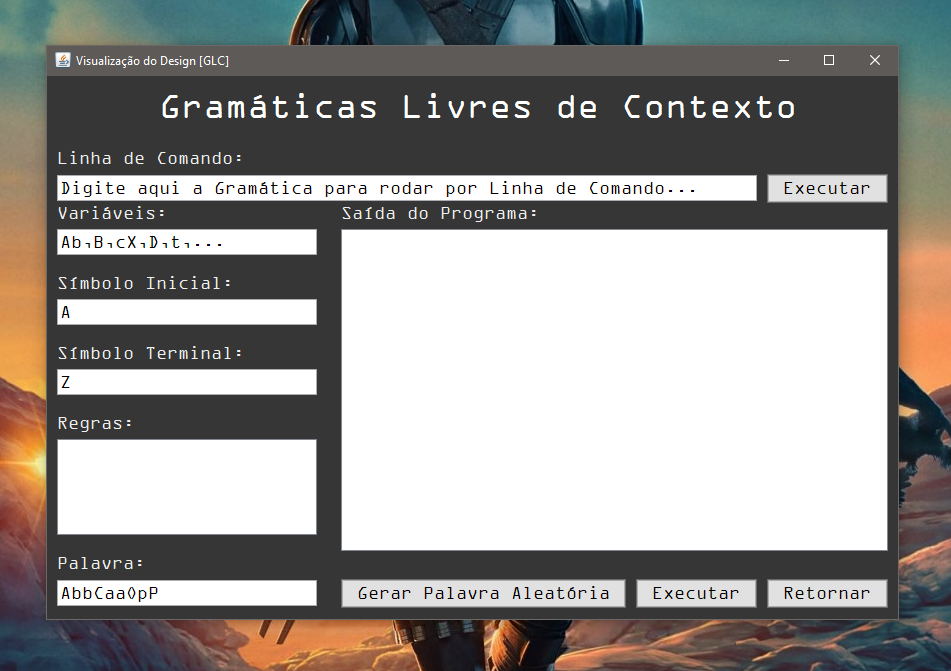 Visualização do Design [GLC]
Gramáticas Livres de Contexto
Linha de Comando:
Digite aqui a Gramática para rodar por Linha de Comando...
Executar
Variáveis:
Ab,B,cX,D,t,...
Símbolo Inicial:
A
Símbolo Terminal:
Z
Regras:
Palavra:
AbbCaa0pP
Saída do Programa:
Gerar Palavra Aleatória
Executar
Retornar